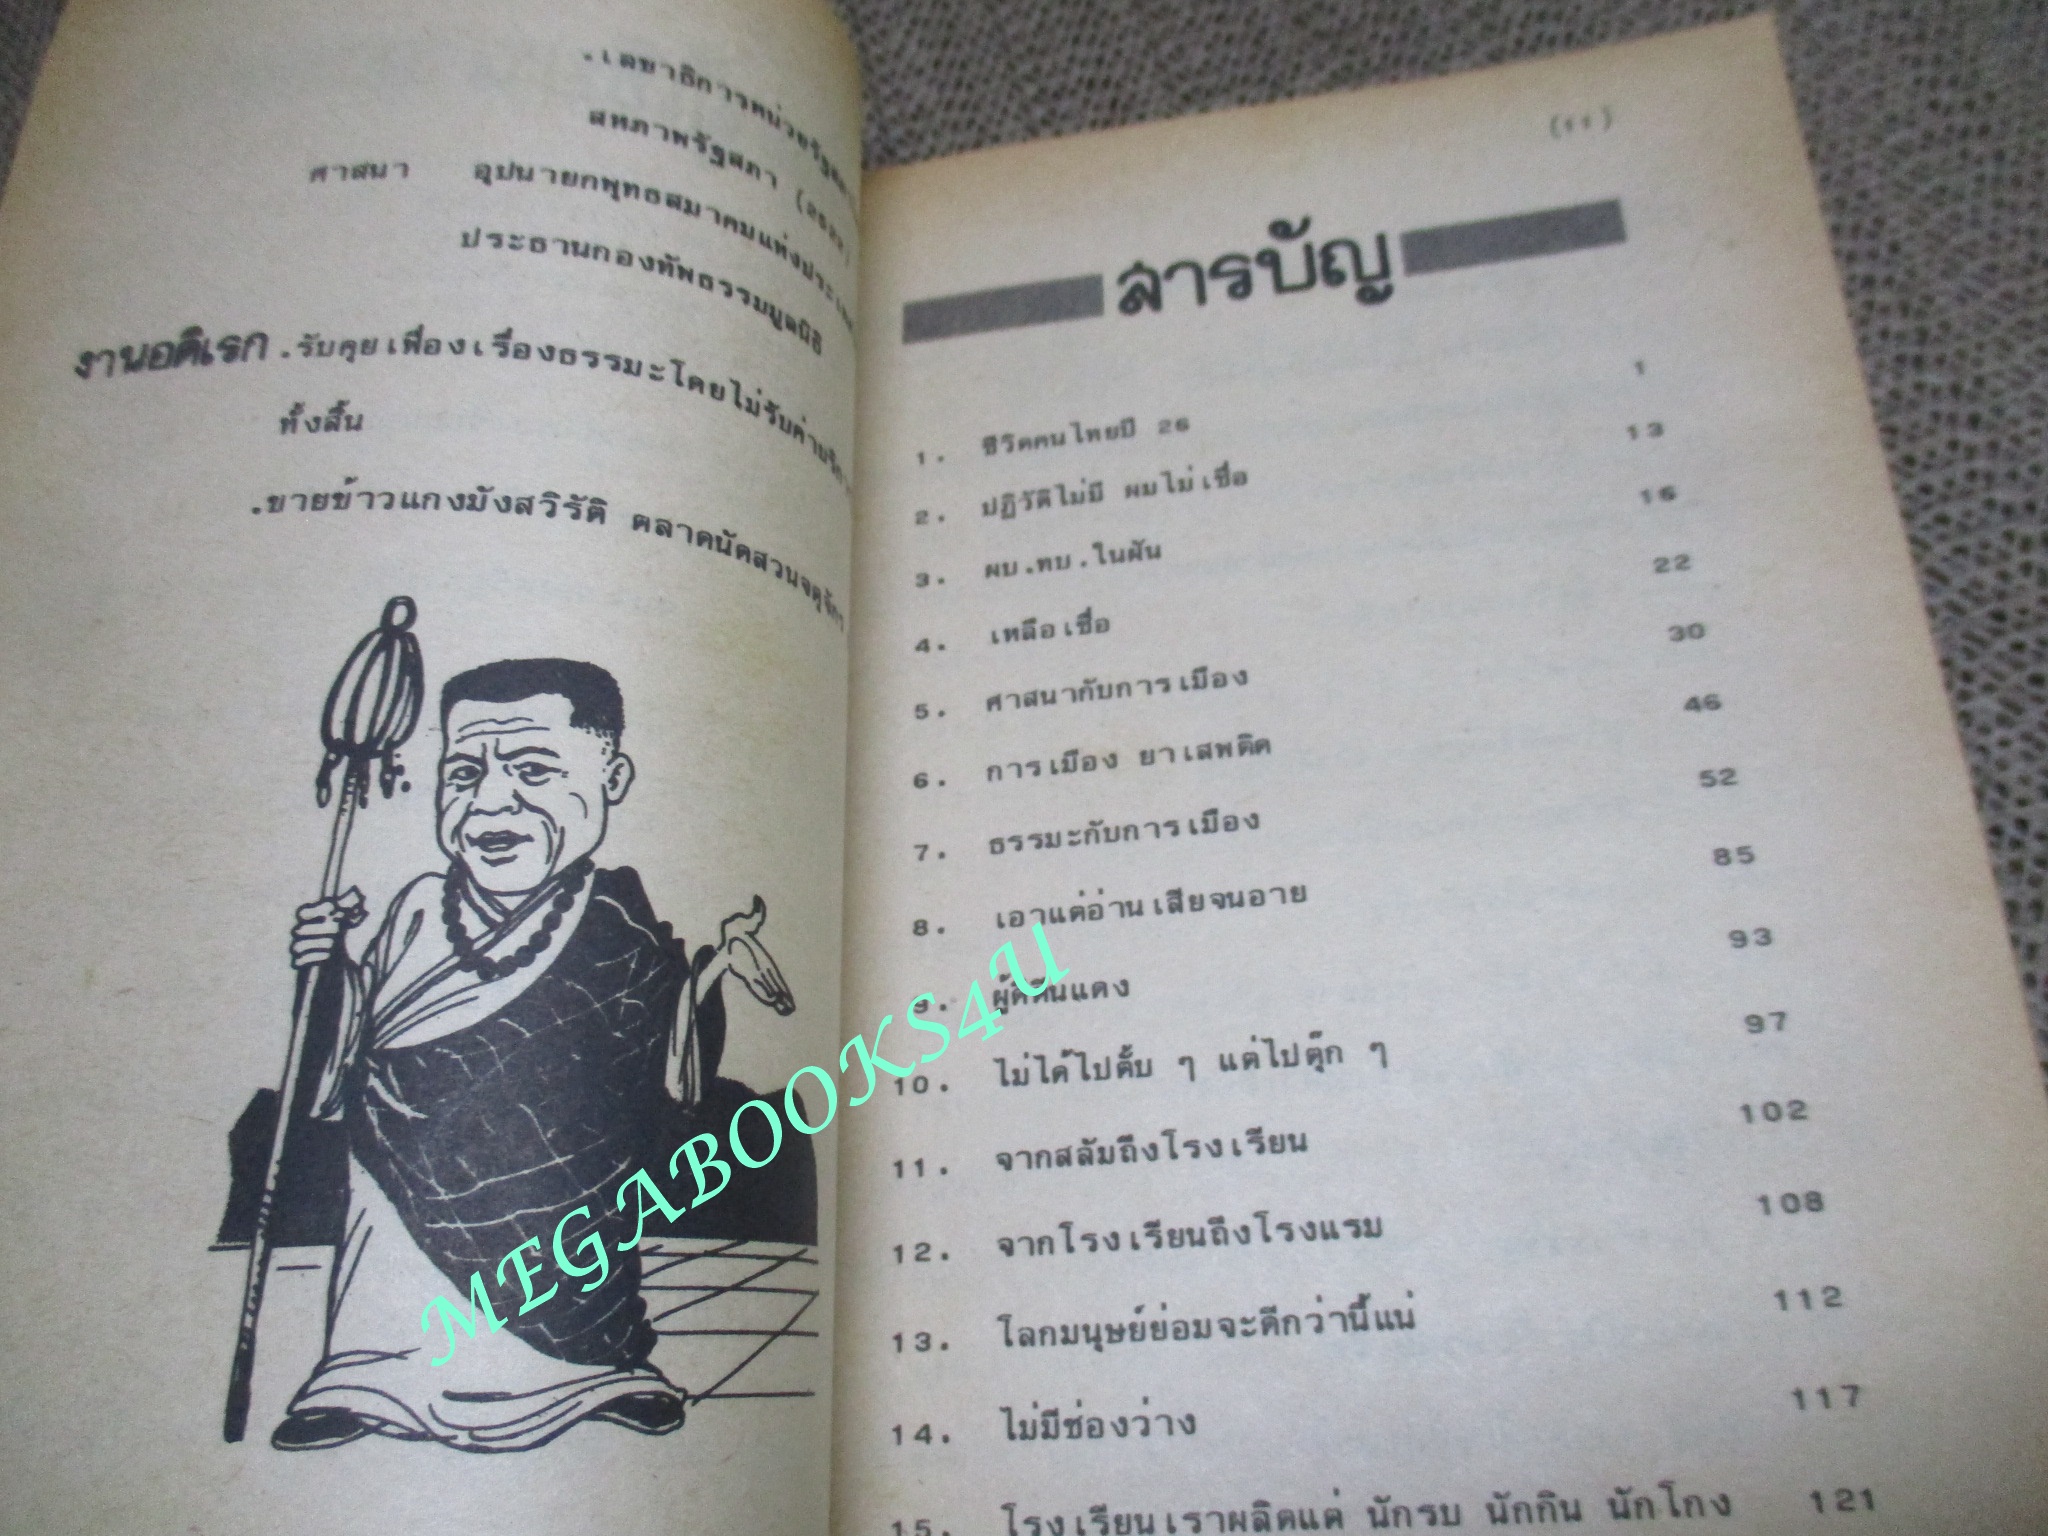 .เลขาธิการหน่วยรัฐสภา
สหภาพรัฐสภา
ศาสนา อุปนายกพุทธสมาคมแห่งประเทศ
ประธานกองทัพธรรมมูลนิธิ
งานอดิเรก .รับคุยเฟื่องเรื่องธรรมะโดยไม่รับค่าบริการ
ทั้งสิ้น
.ขายข้าวแกงมังสวิรัติ ตลาดนัดสวนจตุจักร
(11)
สารบัญ
1. ชีวิตคนไทยปี 26 1
2. ปฏิวัติไม่มี ผมไม่เชื่อ 13
3. ผบ.ทบ.ในฝัน 16
4. เหลือเชื่อ 22
5. ศาสนากับการเมือง 30
6. การเมือง ยาเสพติด 46
7. ธรรมะกับการเมือง 52
8. เอาแต่อ่านเสียจนอาย 85
9. ผู้ดีตีนแดง 93
10. ไม่ได้ไปตั้บ ๆ แต่ไปตุ๊ก ๆ 97
11. จากสลัมถึงโรงเรียน 102
12. จากโรงเรียนถึงโรงแรม 108
13. โลกมนุษย์ย่อมจะดีกว่านี้แน่ 112
14. ไม่มีช่องว่าง 117
15. โรงเรียนเราผลิตแต่ นักรบ นักกิน นักโกง 121
MEGABOOKS4U